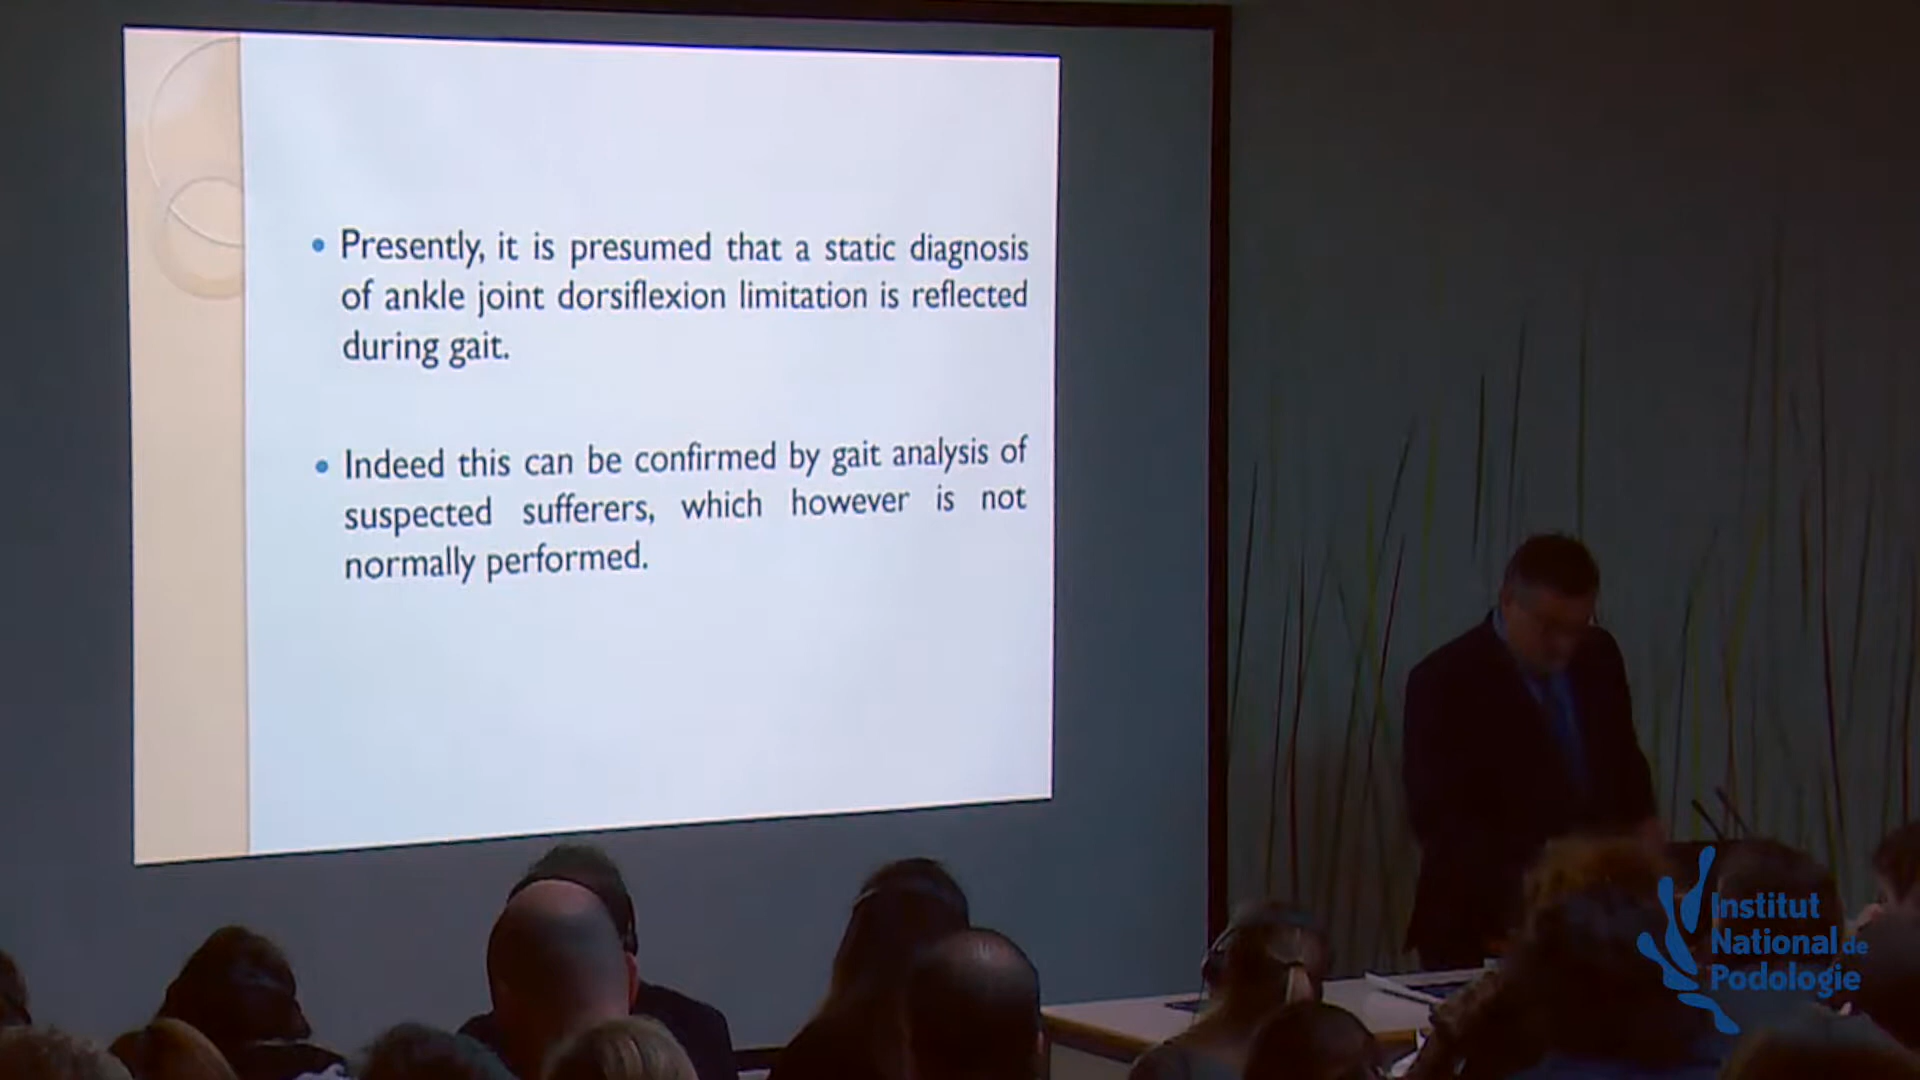 Presently, it is presumed that a static diagnosis
of ankle joint dorsiflexion limitation is reflected
during gait.
Indeed this can be confirmed by gait analysis of
suspected sufferers, which however is not
normally performed.
Institut
National de
Podologie